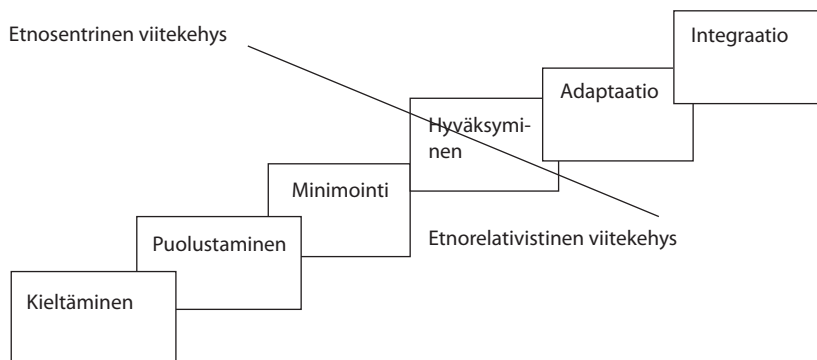 Etnosentrinen viitekehys
Integraatio
Adaptaatio
Hyväksymi-
nen
Minimointi
Puolustaminen
Etnorelativistinen viitekehys
Kieltäminen